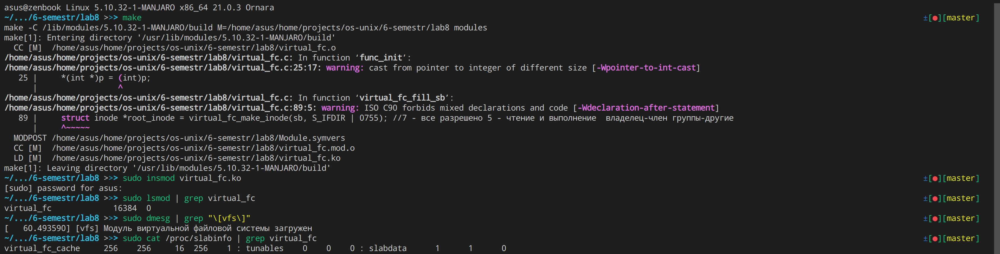 asus@zenbook Linux 5.10.32-1-MANJARO x86_64 21.0.3 Ornara
~/.../6-semestr/lab8 >>> make ±[●][master]
make -C /lib/modules/5.10.32-1-MANJARO/build M=/home/asus/home/projects/os-unix/6-semestr/lab8 modules
make[1]: Entering directory '/usr/lib/modules/5.10.32-1-MANJARO/build'
  CC [M]  /home/asus/home/projects/os-unix/6-semestr/lab8/virtual_fc.o
/home/asus/home/projects/os-unix/6-semestr/lab8/virtual_fc.c: In function ‘func_init’:
/home/asus/home/projects/os-unix/6-semestr/lab8/virtual_fc.c:25:17: warning: cast from pointer to integer of different size [-Wpointer-to-int-cast]
   25 |     *(int *)p = (int)p;
      |                 ^
/home/asus/home/projects/os-unix/6-semestr/lab8/virtual_fc.c: In function ‘virtual_fc_fill_sb’:
/home/asus/home/projects/os-unix/6-semestr/lab8/virtual_fc.c:89:5: warning: ISO C90 forbids mixed declarations and code [-Wdeclaration-after-statement]
   89 |     struct inode *root_inode = virtual_fc_make_inode(sb, S_IFDIR | 0755); //7 - все разрешено 5 - чтение и выполнение  владелец-член группы-другие
      |     ^~~~~~
  MODPOST /home/asus/home/projects/os-unix/6-semestr/lab8/Module.symvers
  CC [M]  /home/asus/home/projects/os-unix/6-semestr/lab8/virtual_fc.mod.o
  LD [M]  /home/asus/home/projects/os-unix/6-semestr/lab8/virtual_fc.ko
make[1]: Leaving directory '/usr/lib/modules/5.10.32-1-MANJARO/build'
~/.../6-semestr/lab8 >>> sudo insmod virtual_fc.ko ±[●][master]
[sudo] password for asus:
~/.../6-semestr/lab8 >>> sudo lsmod | grep virtual_fc ±[●][master]
virtual_fc             16384  0
~/.../6-semestr/lab8 >>> sudo dmesg | grep "\[vfs\]" ±[●][master]
[   60.493590] [vfs] Модуль виртуальной файловой системы загружен
~/.../6-semestr/lab8 >>> sudo cat /proc/slabinfo | grep virtual_fc ±[●][master]
virtual_fc_cache     256    256     16  256    1 : tunables    0    0    0 : slabdata      1      1      0